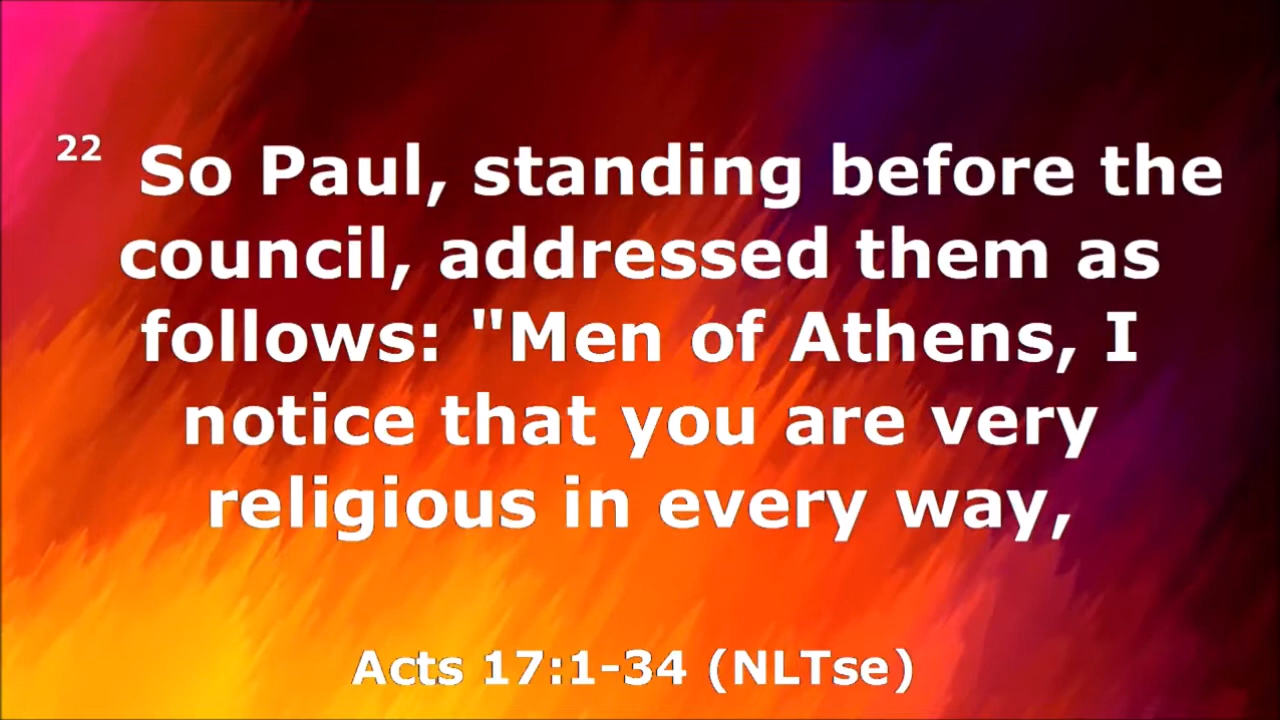 22 So Paul, standing before the
council, addressed them as
follows: "Men of Athens, I
notice that you are very
religious in every way,
Acts 17:1-34 (NLTse)